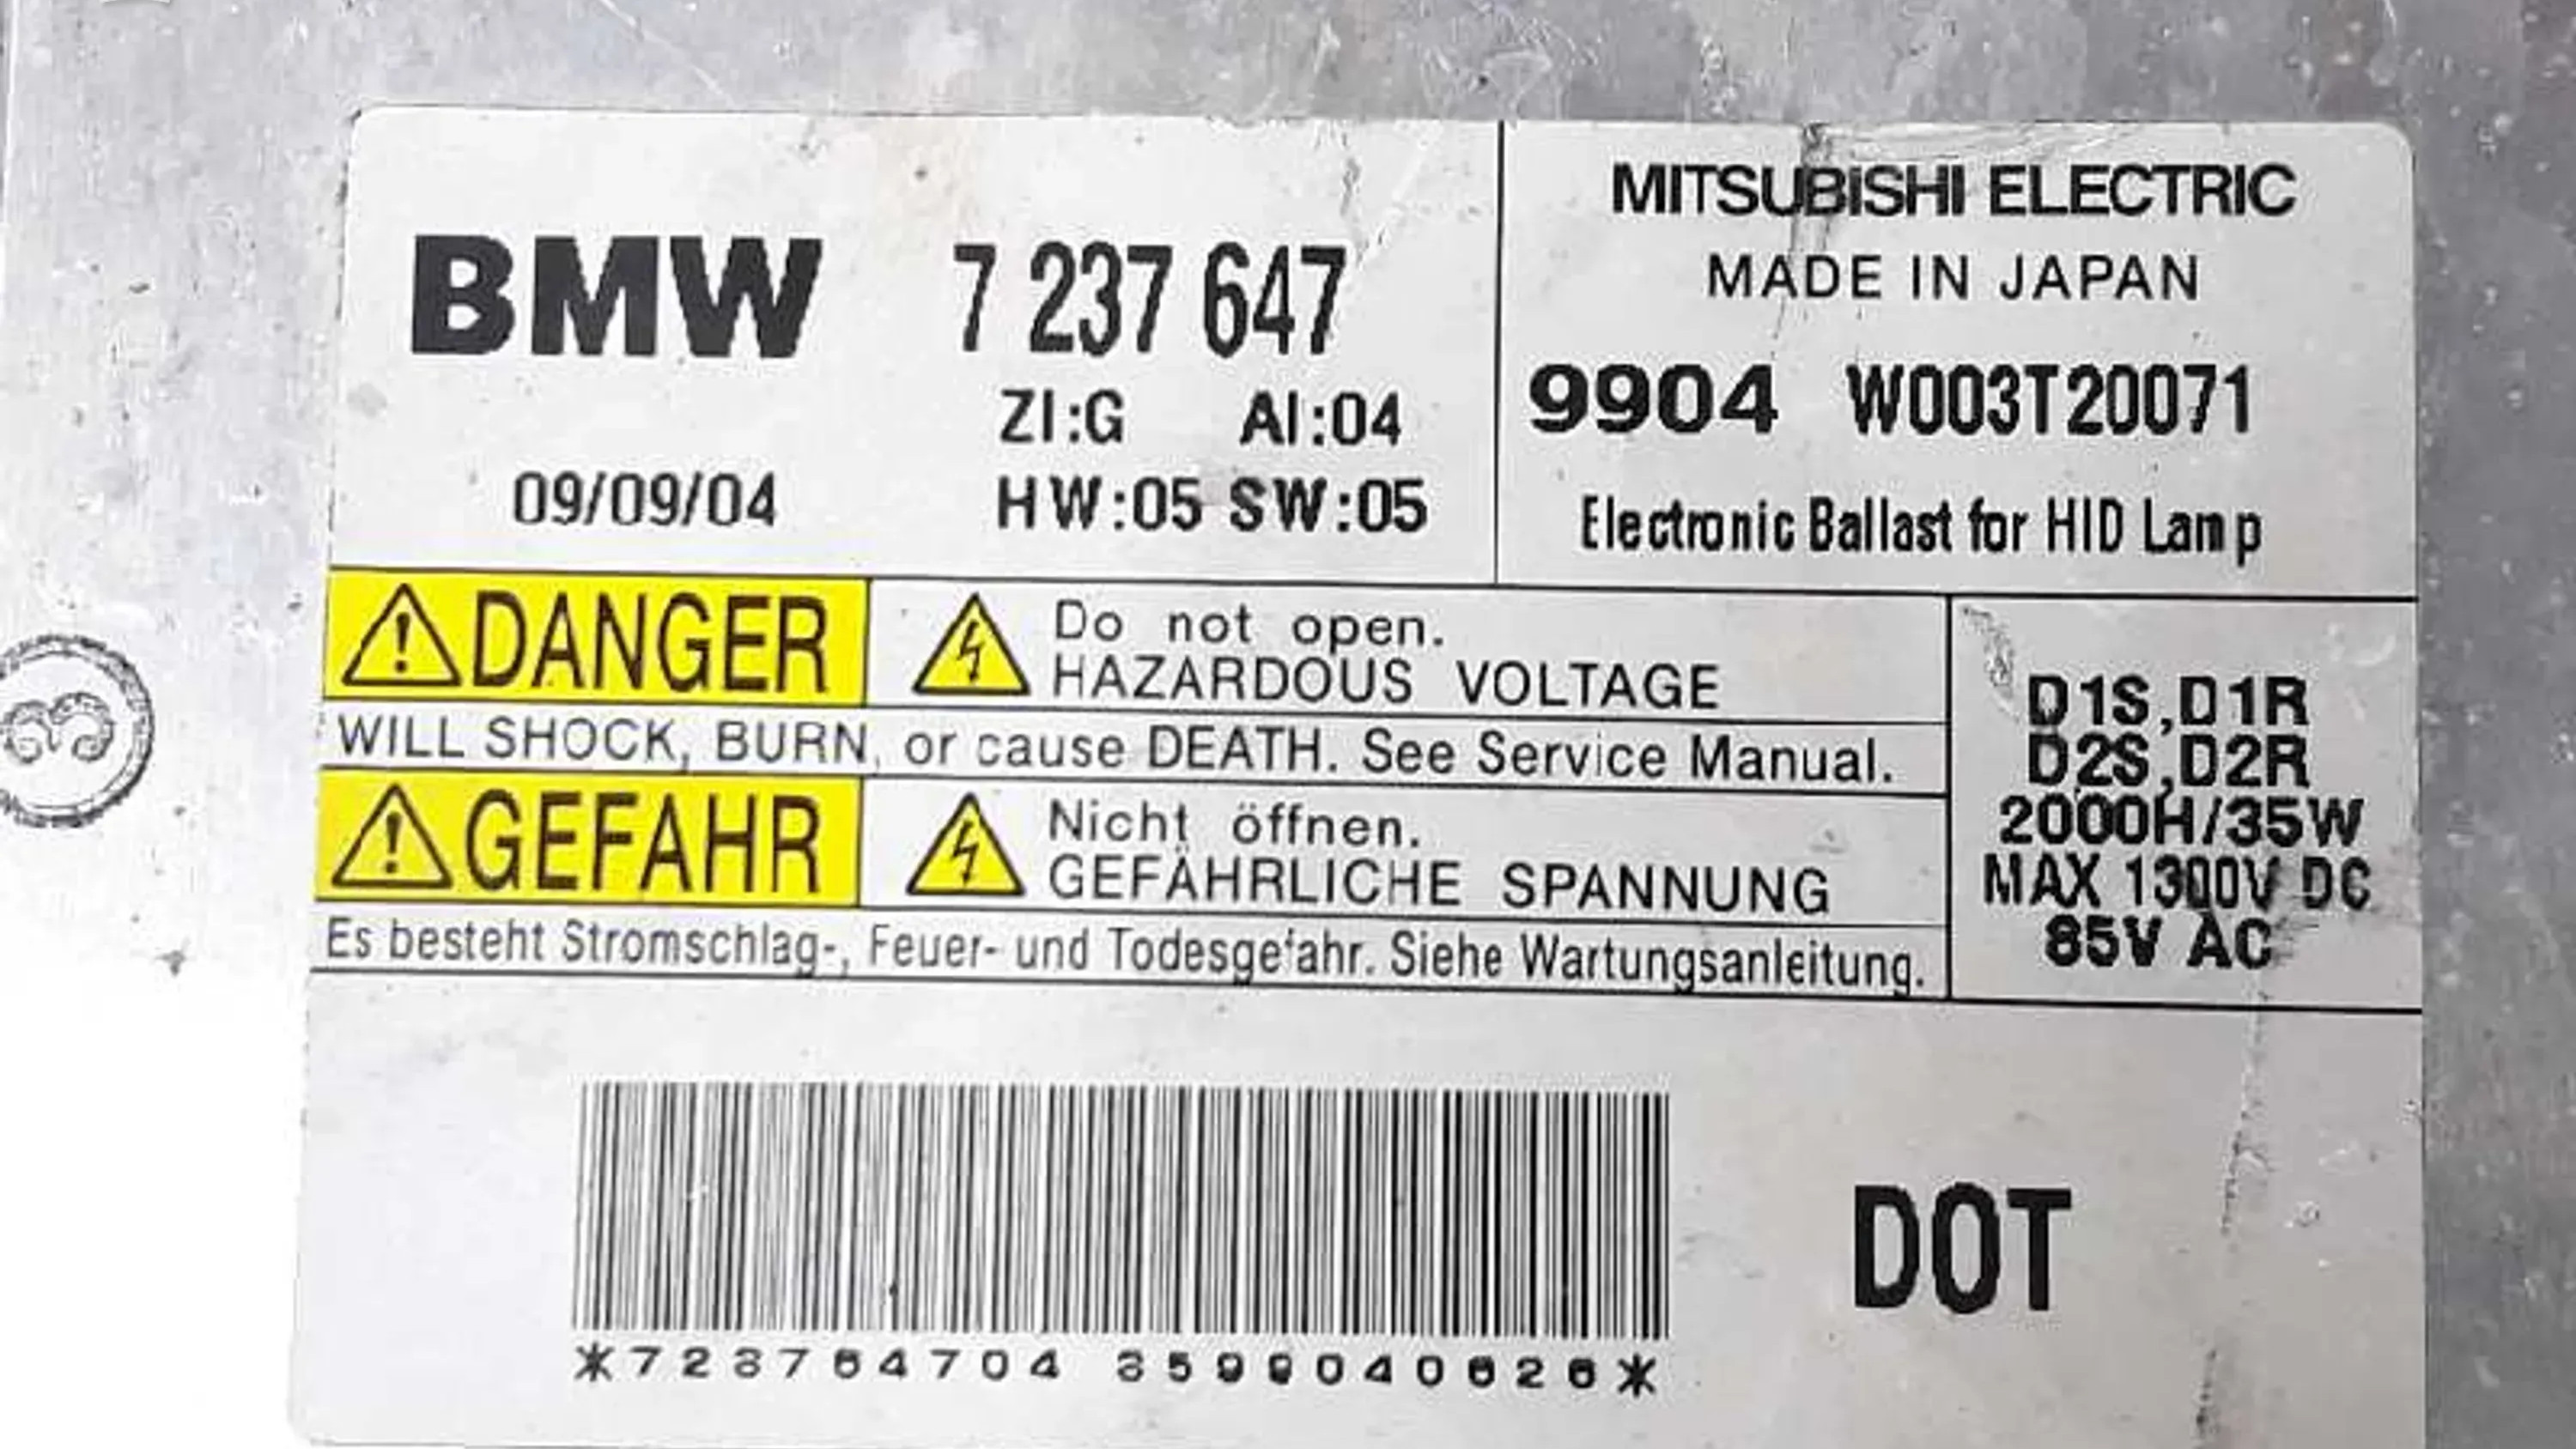 BMW 7 237 647
ZI:G AI:04
09/09/04 HW:05 SW:05
MITSUBISHI ELECTRIC
MADE IN JAPAN
9904 W003T20071
Electronic Ballast for HID Lamp
DANGER
Do not open.
HAZARDOUS VOLTAGE
WILL SHOCK, BURN, or cause DEATH. See Service Manual.
GEFAHR
Nicht öffnen.
GEFÄHRLICHE SPANNUNG
Es besteht Stromschlag-, Feuer- und Todesgefahr. Siehe Wartungsanleitung.
D1S,D1R
D2S,D2R
2000H/35W
MAX 1300V DC
85V AC
*723764704
DOT